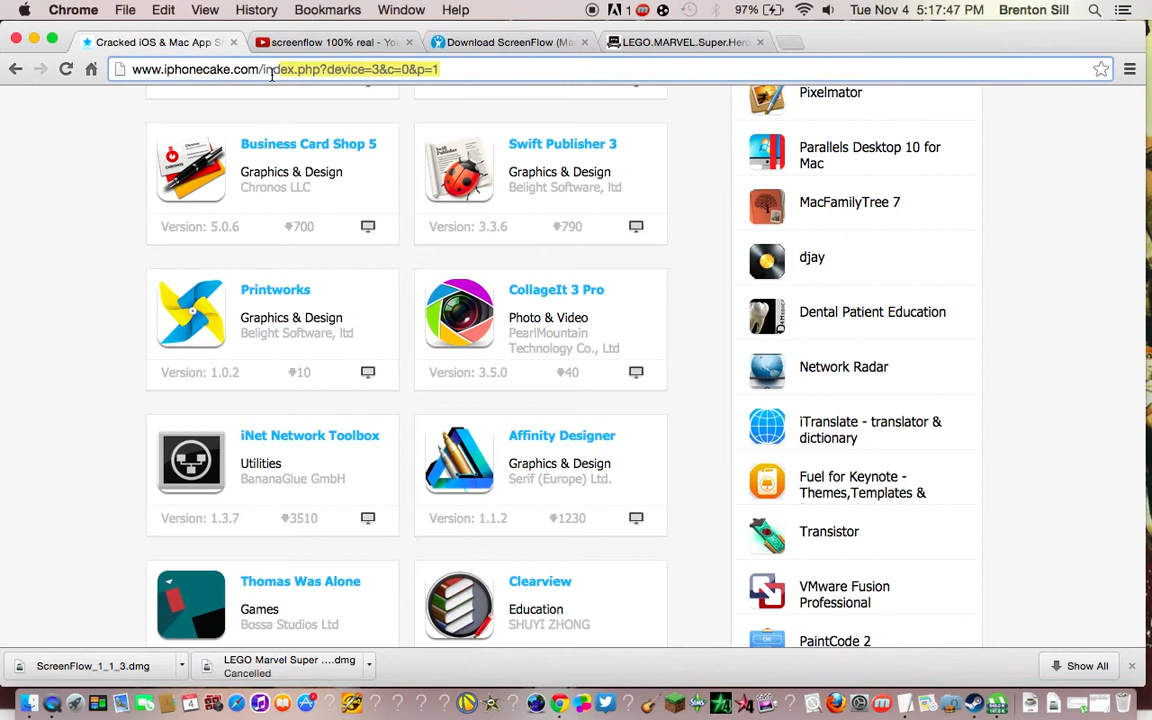 Chrome File Edit View History Bookmarks Window Help 1 97% Tue Nov 4 5:17:47 PM Brenton Sill
Cracked iOS & Mac App S
screenflow 100% real - You
Download ScreenFlow (Mac
LEGO.MARVEL.Super.Hero
www.iphonecake.com/index.php?device=3&c=0&p=1
Business Card Shop 5
Graphics & Design
Chronos LLC
Version: 5.0.6 700
Swift Publisher 3
Graphics & Design
Belight Software, ltd
Version: 3.3.6 790
Printworks
Graphics & Design
Belight Software, ltd
Version: 1.0.2 10
CollageIt 3 Pro
Photo & Video
PearlMountain
Technology Co., Ltd
Version: 3.5.0 40
iNet Network Toolbox
Utilities
BananaGlue GmbH
Version: 1.3.7 3510
Affinity Designer
Graphics & Design
Serif (Europe) Ltd.
Version: 1.1.2 1230
Thomas Was Alone
Games
Bossa Studios Ltd
Clearview
Education
SHUYI ZHONG
Pixelmator
Parallels Desktop 10 for
Mac
MacFamilyTree 7
djay
Dental Patient Education
Network Radar
iTranslate - translator &
dictionary
Fuel for Keynote -
Themes,Templates &
Transistor
VMware Fusion
Professional
PaintCode 2
ScreenFlow_1_1_3.dmg
LEGO Marvel Super ....dmg
Cancelled
Show All